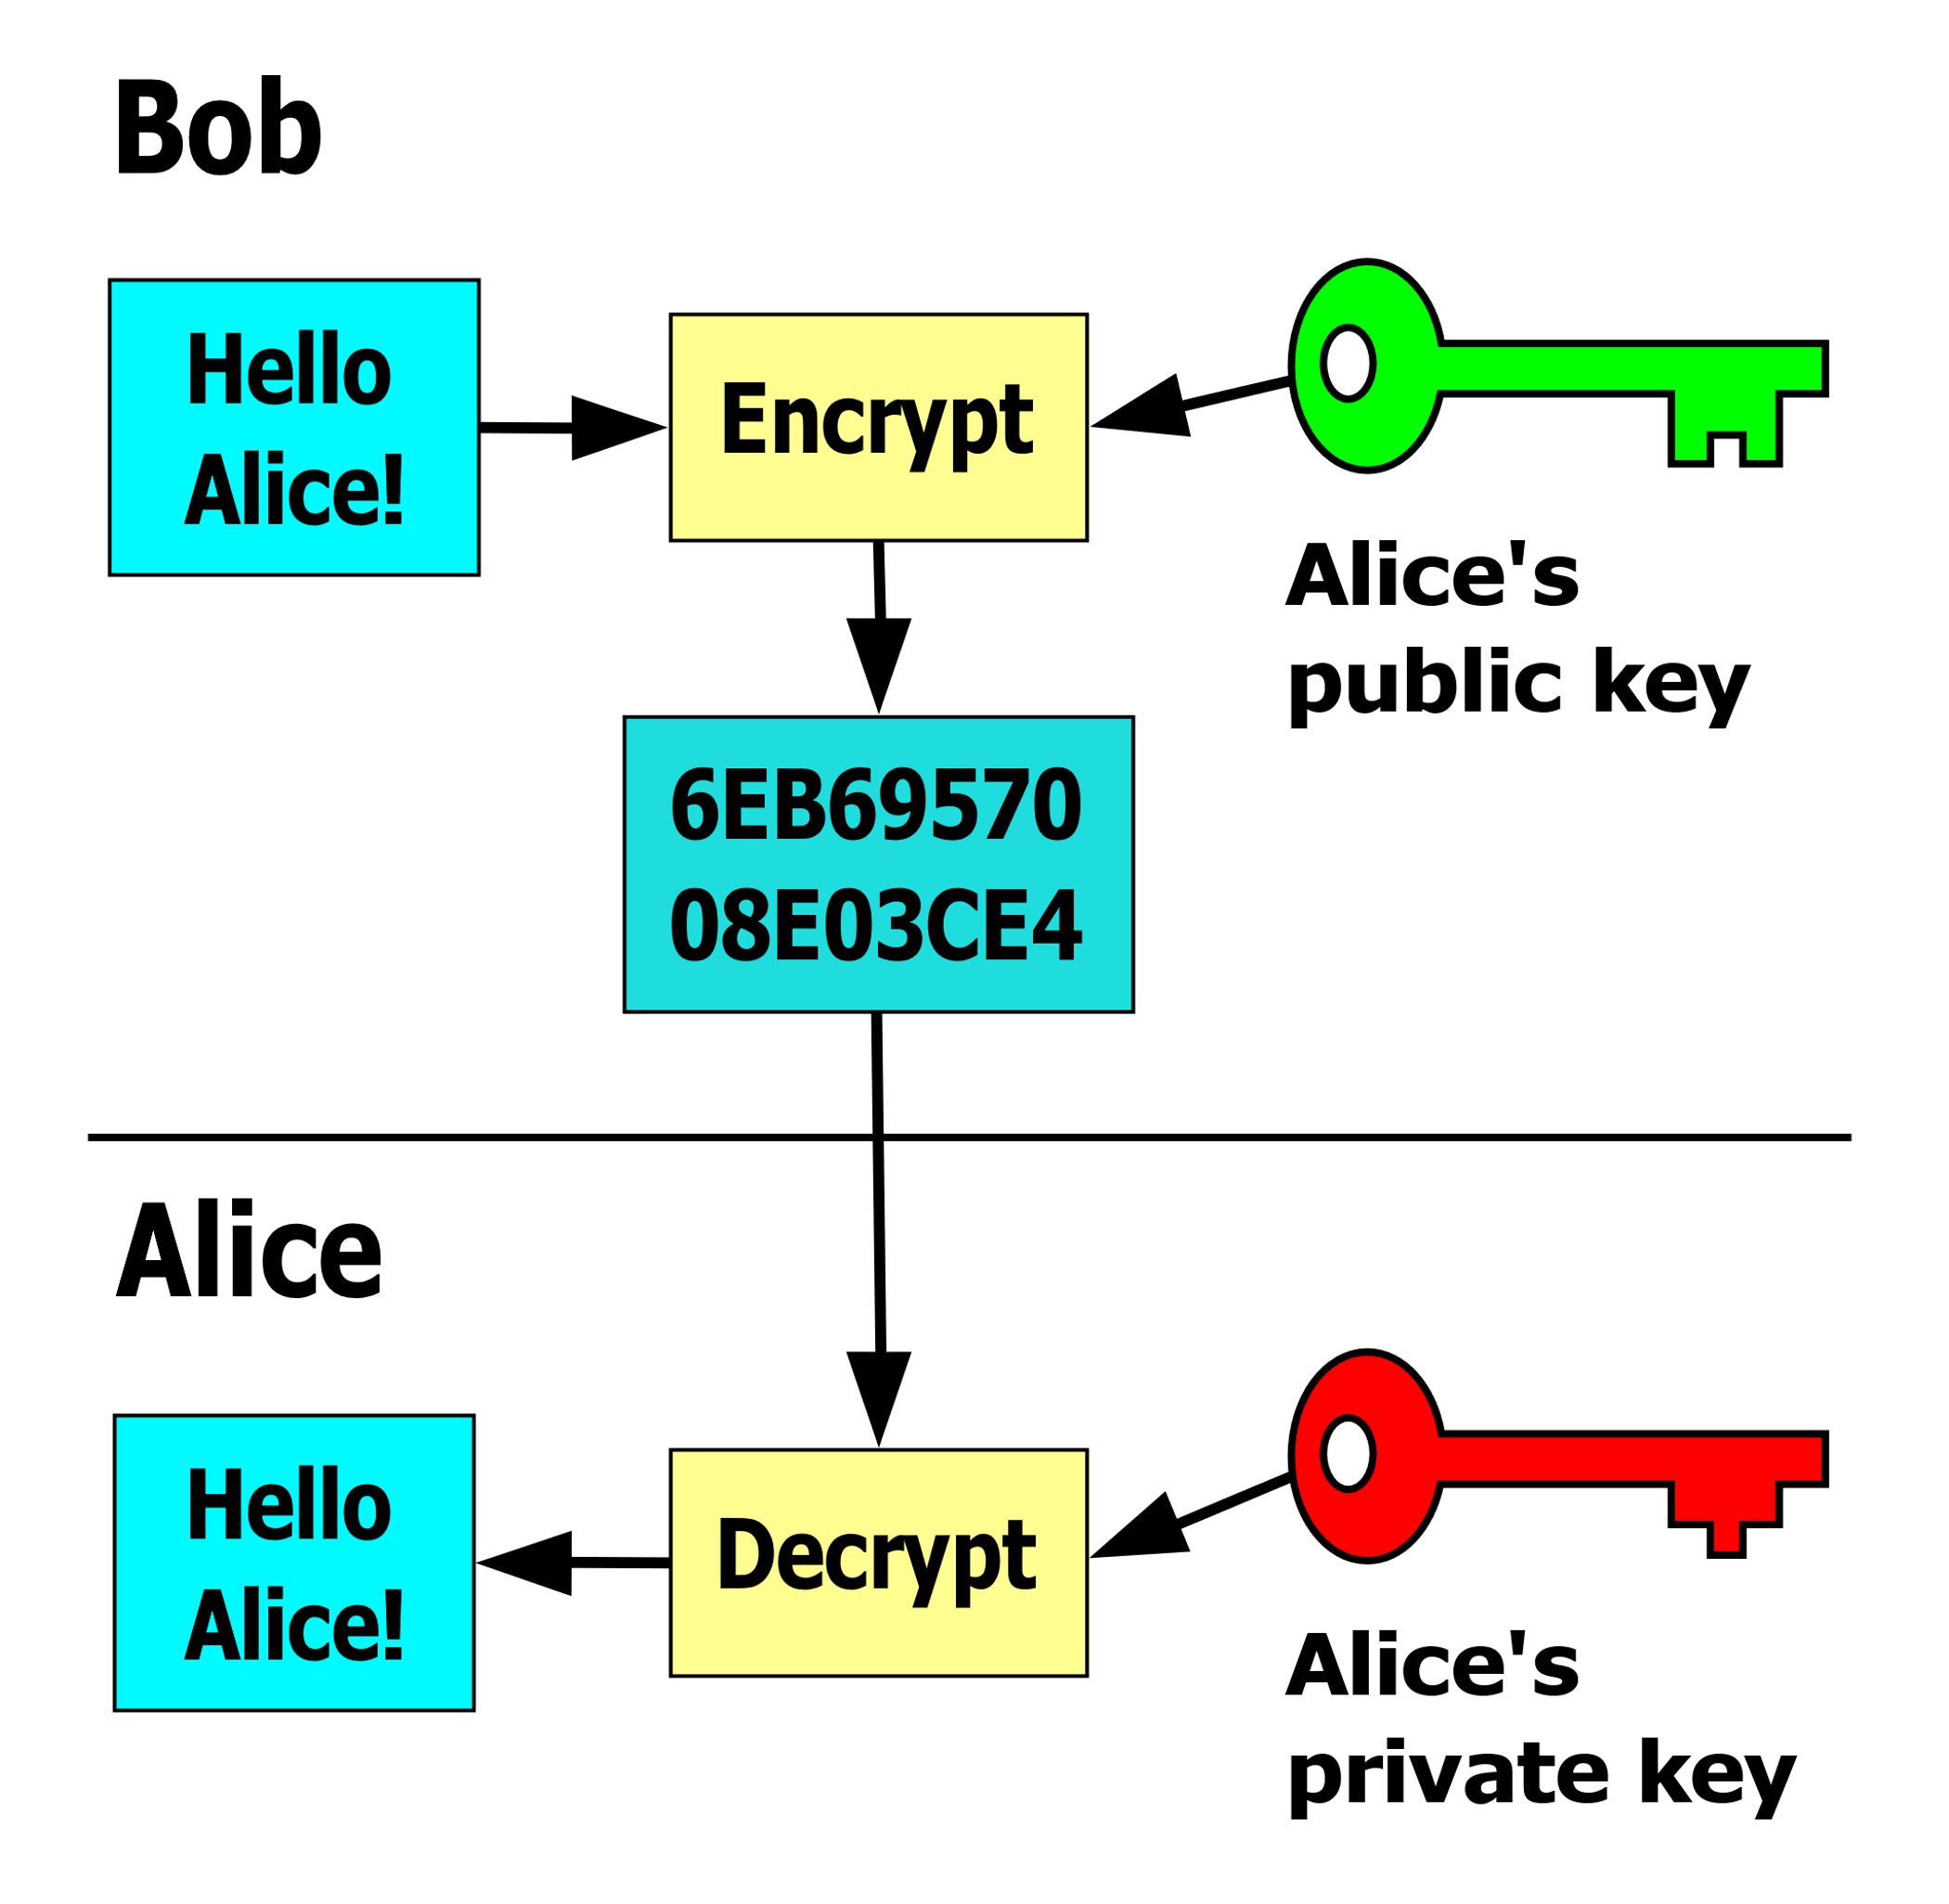 Bob
Hello
Alice!
Encrypt
Alice's
public key
6EB69570
08E03CE4
Alice
Hello
Alice!
Decrypt
Alice's
private key